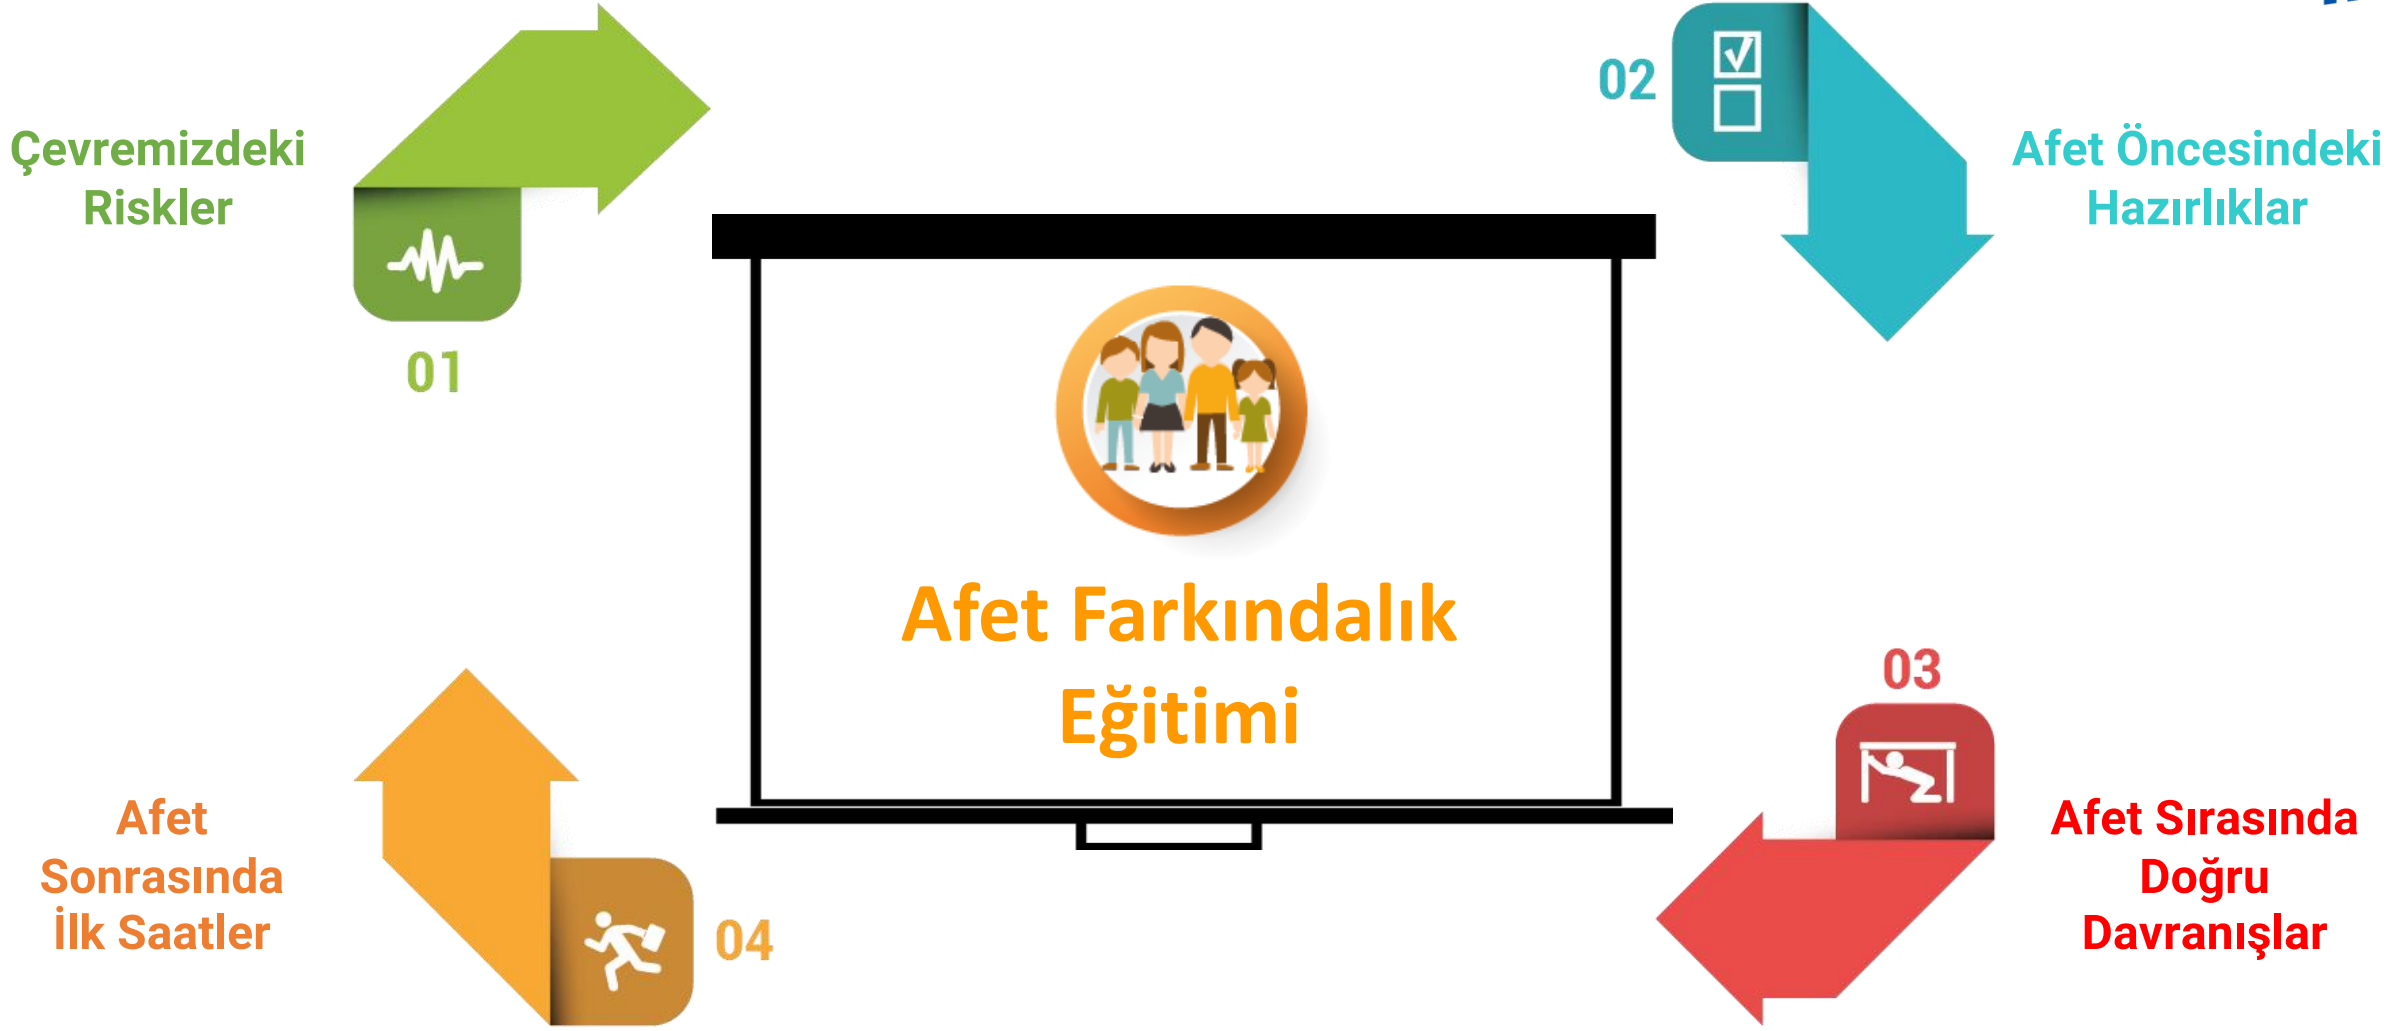 01
Çevremizdeki
Riskler
02
Afet Öncesindeki
Hazırlıklar
Afet Farkındalık
Eğitimi
03
Afet Sırasında
Doğru
Davranışlar
04
Afet
Sonrasında
İlk Saatler